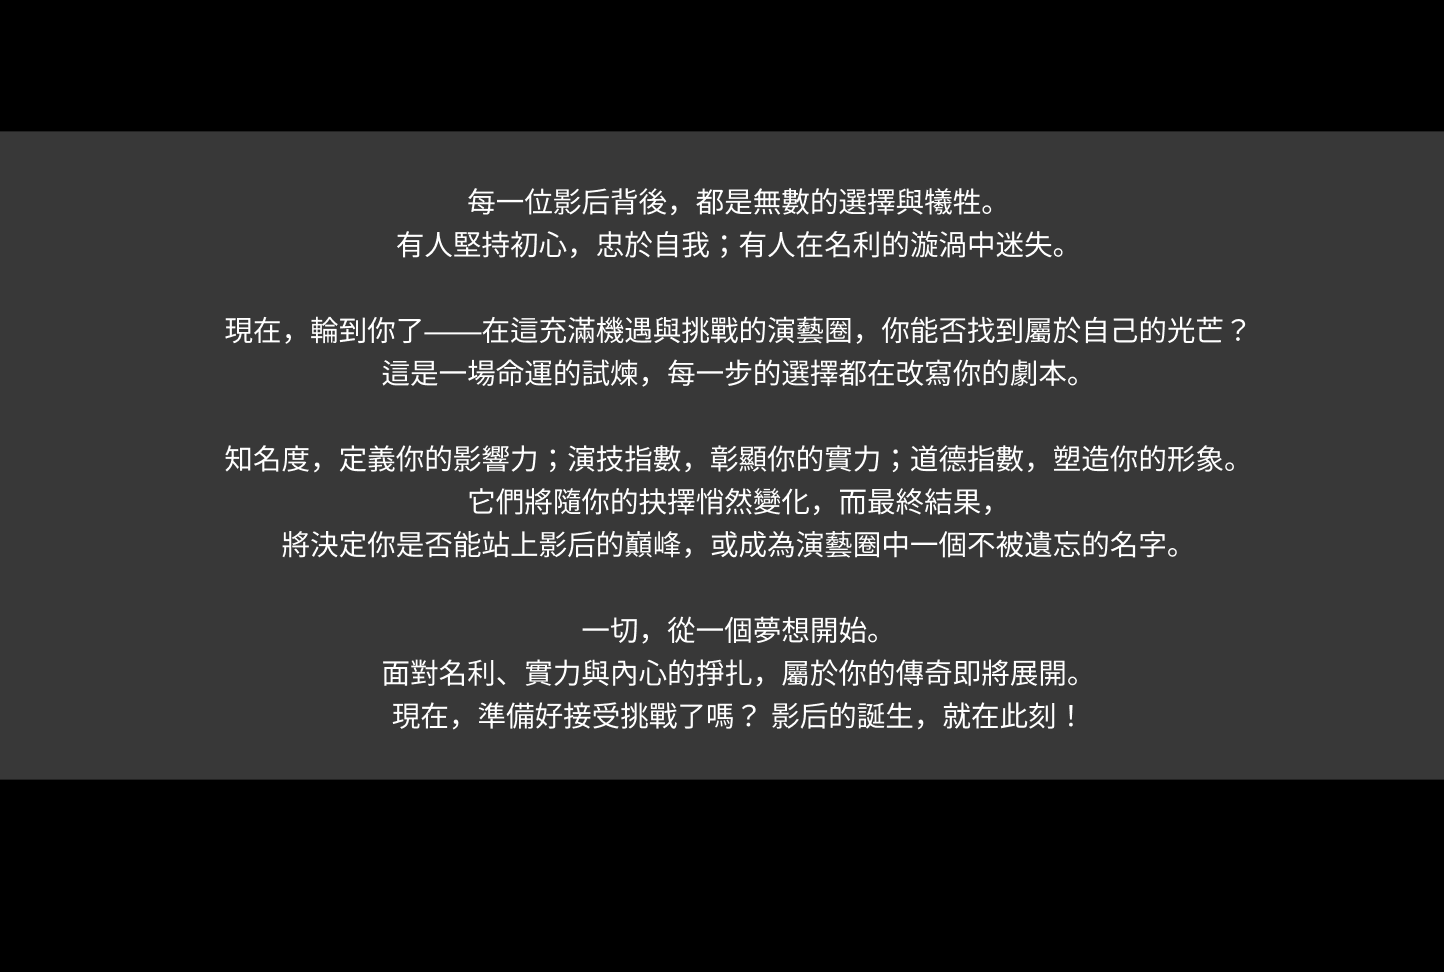 每一位影后背後，都是無數的選擇與犧牲。
有人堅持初心，忠於自我；有人在名利的漩渦中迷失。
現在，輪到你了——在這充滿機遇與挑戰的演藝圈，你能否找到屬於自己的光芒？
這是一場命運的試煉，每一步的選擇都在改寫你的劇本。
知名度，定義你的影響力；演技指數，彰顯你的實力；道德指數，塑造你的形象。
它們將隨你的抉擇悄然變化，而最終結果，
將決定你是否能站上影后的巔峰，或成為演藝圈中一個不被遺忘的名字。
一切，從一個夢想開始。
面對名利、實力與內心的掙扎，屬於你的傳奇即將展開。
現在，準備好接受挑戰了嗎？ 影后的誕生，就在此刻！